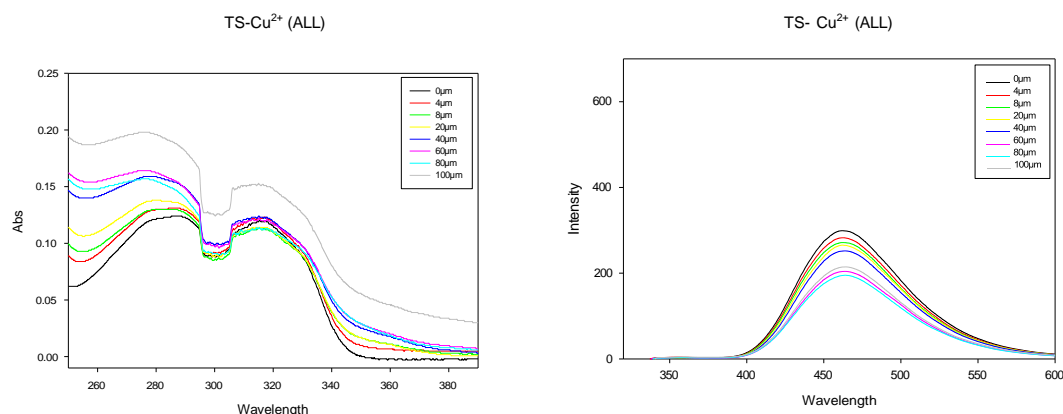 TS-Cu²⁺ (ALL)
Abs
0.25
0.20
0.15
0.10
0.05
0.00
260 280 300 320 340 360 380
Wavelength
0µm
4µm
8µm
20µm
40µm
60µm
80µm
100µm
TS- Cu²⁺ (ALL)
Intensity
600
400
200
0
350 400 450 500 550 600
Wavelength
0µm
4µm
8µm
20µm
40µm
60µm
80µm
100µm